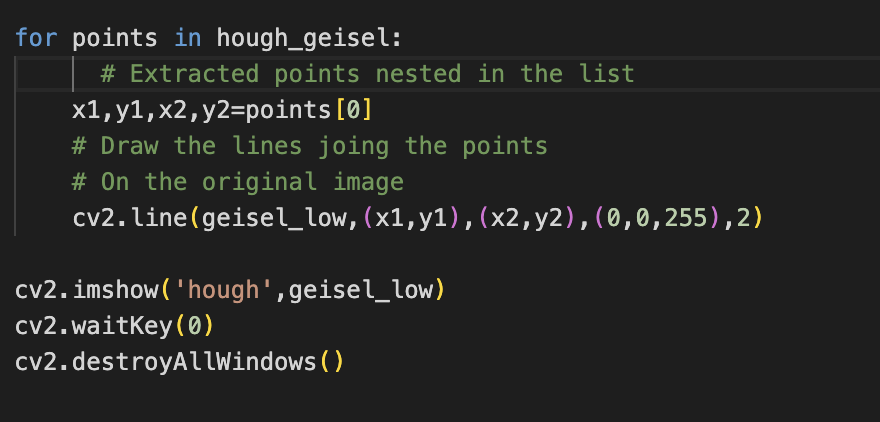 for points in hough_geisel:
      # Extracted points nested in the list
    x1,y1,x2,y2=points[0]
    # Draw the lines joing the points
    # On the original image
    cv2.line(geisel_low,(x1,y1),(x2,y2),(0,0,255),2)
cv2.imshow('hough',geisel_low)
cv2.waitKey(0)
cv2.destroyAllWindows()